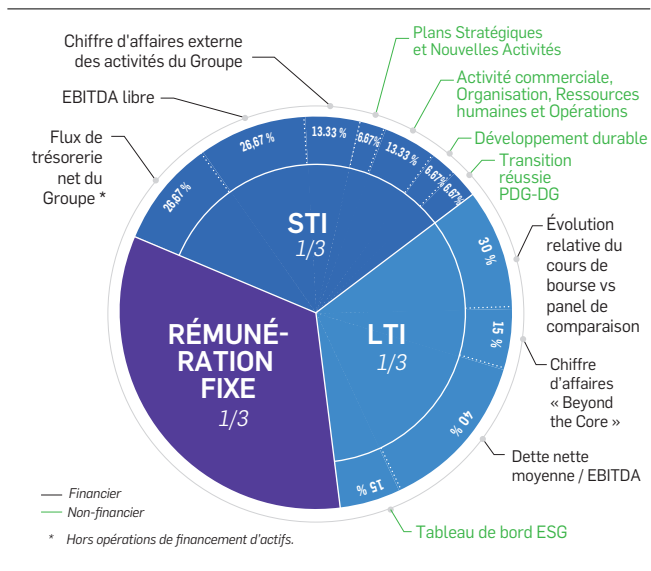 Chiffre d'affaires externe
des activités du Groupe
EBITDA libre
Flux de
trésorerie
net du
Groupe *
Plans Stratégiques
et Nouvelles Activités
Activité commerciale,
Organisation, Ressources
humaines et Opérations
Développement durable
Transition
réussie
PDG-DG
26,67 %
26,67 %
13.33 %
6.67%
13.33 %
6.67%
6.67%
STI
1/3
30 %
15 %
40 %
15 %
LTI
1/3
RÉMUNÉ-
RATION
FIXE
1/3
Évolution
relative du
cours de
bourse vs
panel de
comparaison
Chiffre
d'affaires
« Beyond
the Core »
Dette nette
moyenne / EBITDA
Tableau de bord ESG
Financier
Non-financier
* Hors opérations de financement d'actifs.